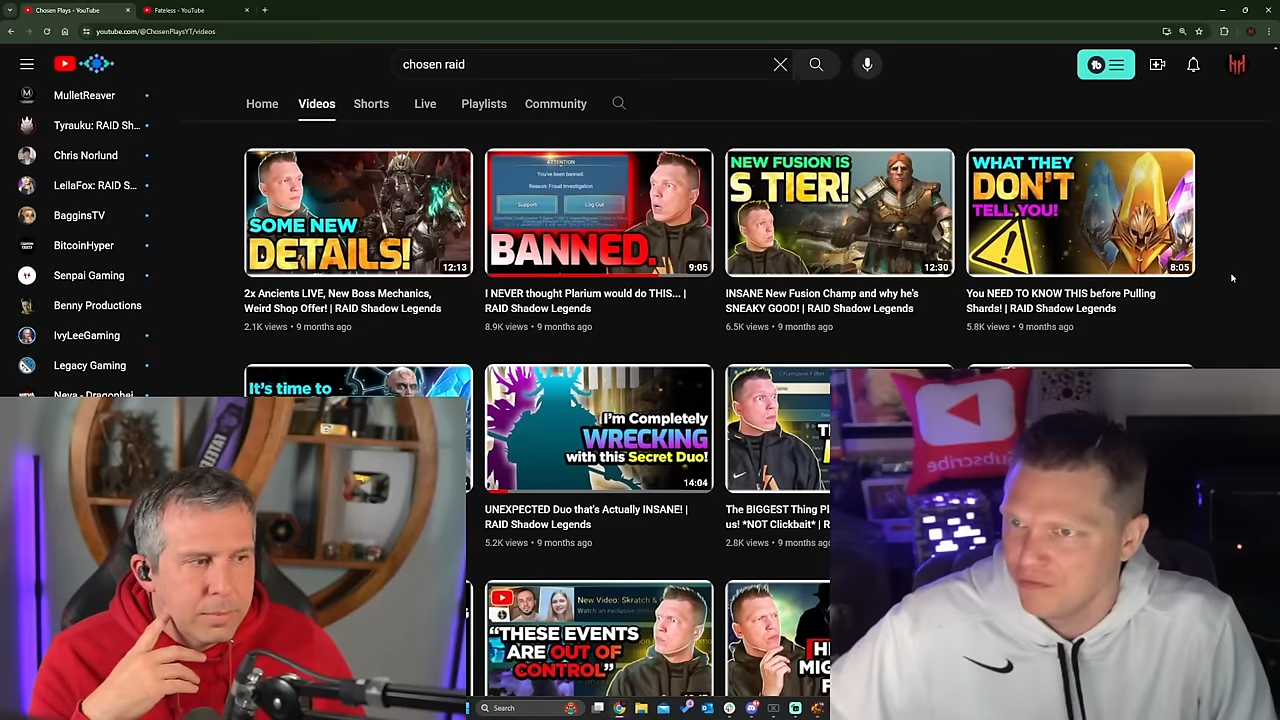 Chosen Plays - YouTube
Fateless - YouTube
youtube.com/@ChosenPlaysYT/videos
chosen raid
Home
Videos
Shorts
Live
Playlists
Community
MulletReaver
Tyrauku: RAID Sh...
Chris Norlund
LeilaFox: RAID S...
BagginsTV
BitcoinHyper
Senpai Gaming
Benny Productions
IvyLeeGaming
Legacy Gaming
SOME NEW
DETAILS!
12:13
2x Ancients LIVE, New Boss Mechanics,
Weird Shop Offer! | RAID Shadow Legends
2.1K views • 9 months ago
ATTENTION
You've been banned.
Reason: Fraud investigation
Support
Log Out
BANNED.
9:05
I NEVER thought Plarium would do THIS... |
RAID Shadow Legends
8.9K views • 9 months ago
NEW FUSION IS
S TIER!
12:30
INSANE New Fusion Champ and why he's
SNEAKY GOOD! | RAID Shadow Legends
6.5K views • 9 months ago
WHAT THEY
DON'T
TELL YOU!
8:05
You NEED TO KNOW THIS before Pulling
Shards! | RAID Shadow Legends
5.8K views • 9 months ago
It's time to
I'm Completely
WRECKING
with this Secret Duo!
14:04
UNEXPECTED Duo that's Actually INSANE! |
RAID Shadow Legends
5.2K views • 9 months ago
The BIGGEST Thing Pl
us! *NOT Clickbait* | R
2.8K views • 9 months ago
New Video: Skratch &
"THESE EVENTS
ARE OUT OF
CONTROL"
Subscribe
Search